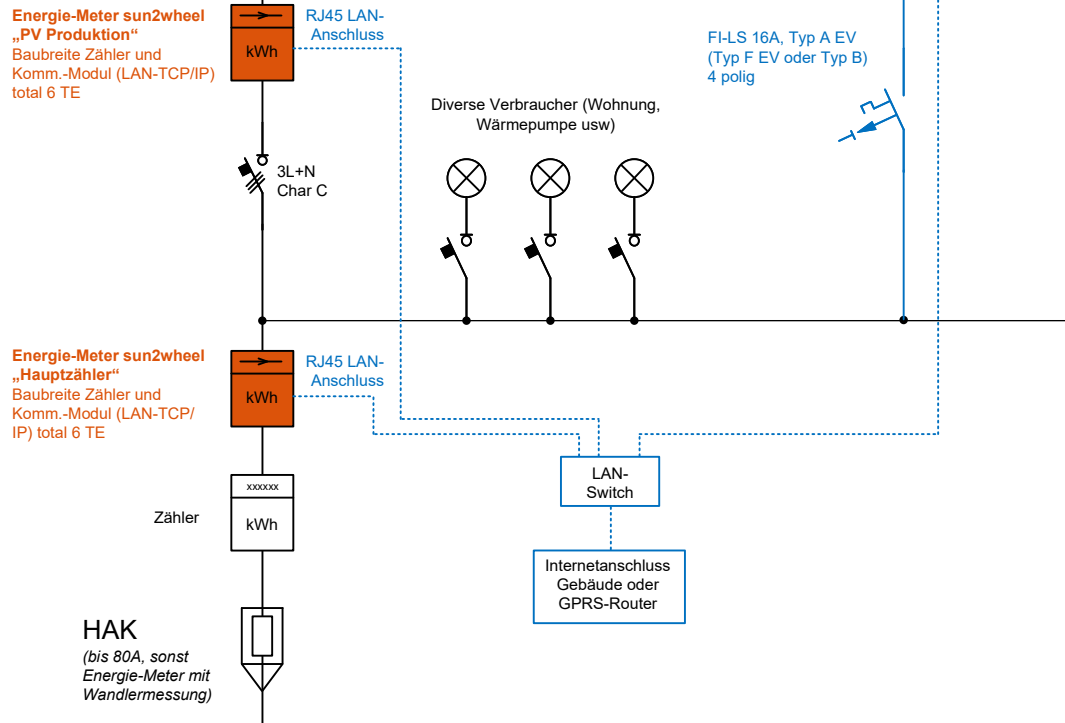 Energie-Meter sun2wheel
„PV Produktion“
Baubreite Zähler und
Komm.-Modul (LAN-TCP/IP)
total 6 TE
kWh
RJ45 LAN-
Anschluss
FI-LS 16A, Typ A EV
(Typ F EV oder Typ B)
4 polig
Diverse Verbraucher (Wohnung,
Wärmepumpe usw)
3L+N
Char C
Energie-Meter sun2wheel
„Hauptzähler“
Baubreite Zähler und
Komm.-Modul (LAN-TCP/
IP) total 6 TE
kWh
RJ45 LAN-
Anschluss
LAN-
Switch
xxxxxx
Zähler
kWh
Internetanschluss
Gebäude oder
GPRS-Router
HAK
(bis 80A, sonst
Energie-Meter mit
Wandlermessung)